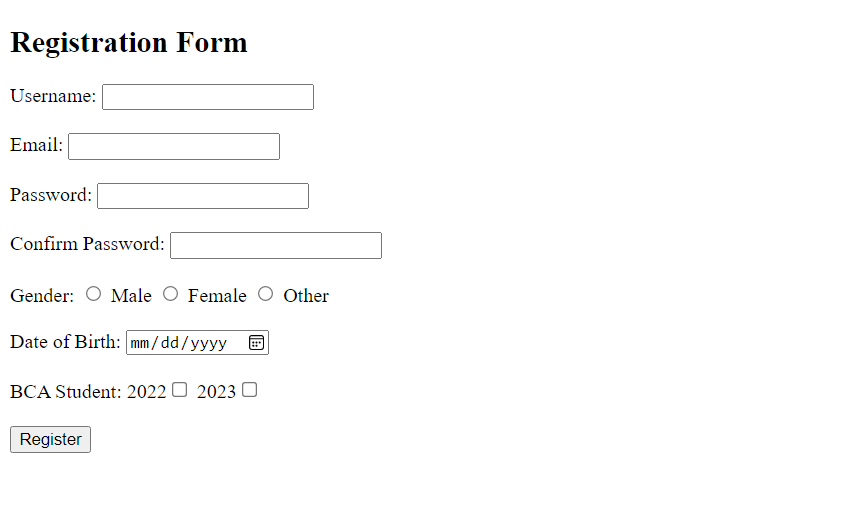 Registration Form
Username:
Email:
Password:
Confirm Password:
Gender: Male Female Other
Date of Birth: mm/dd/yyyy
BCA Student: 2022 2023
Register